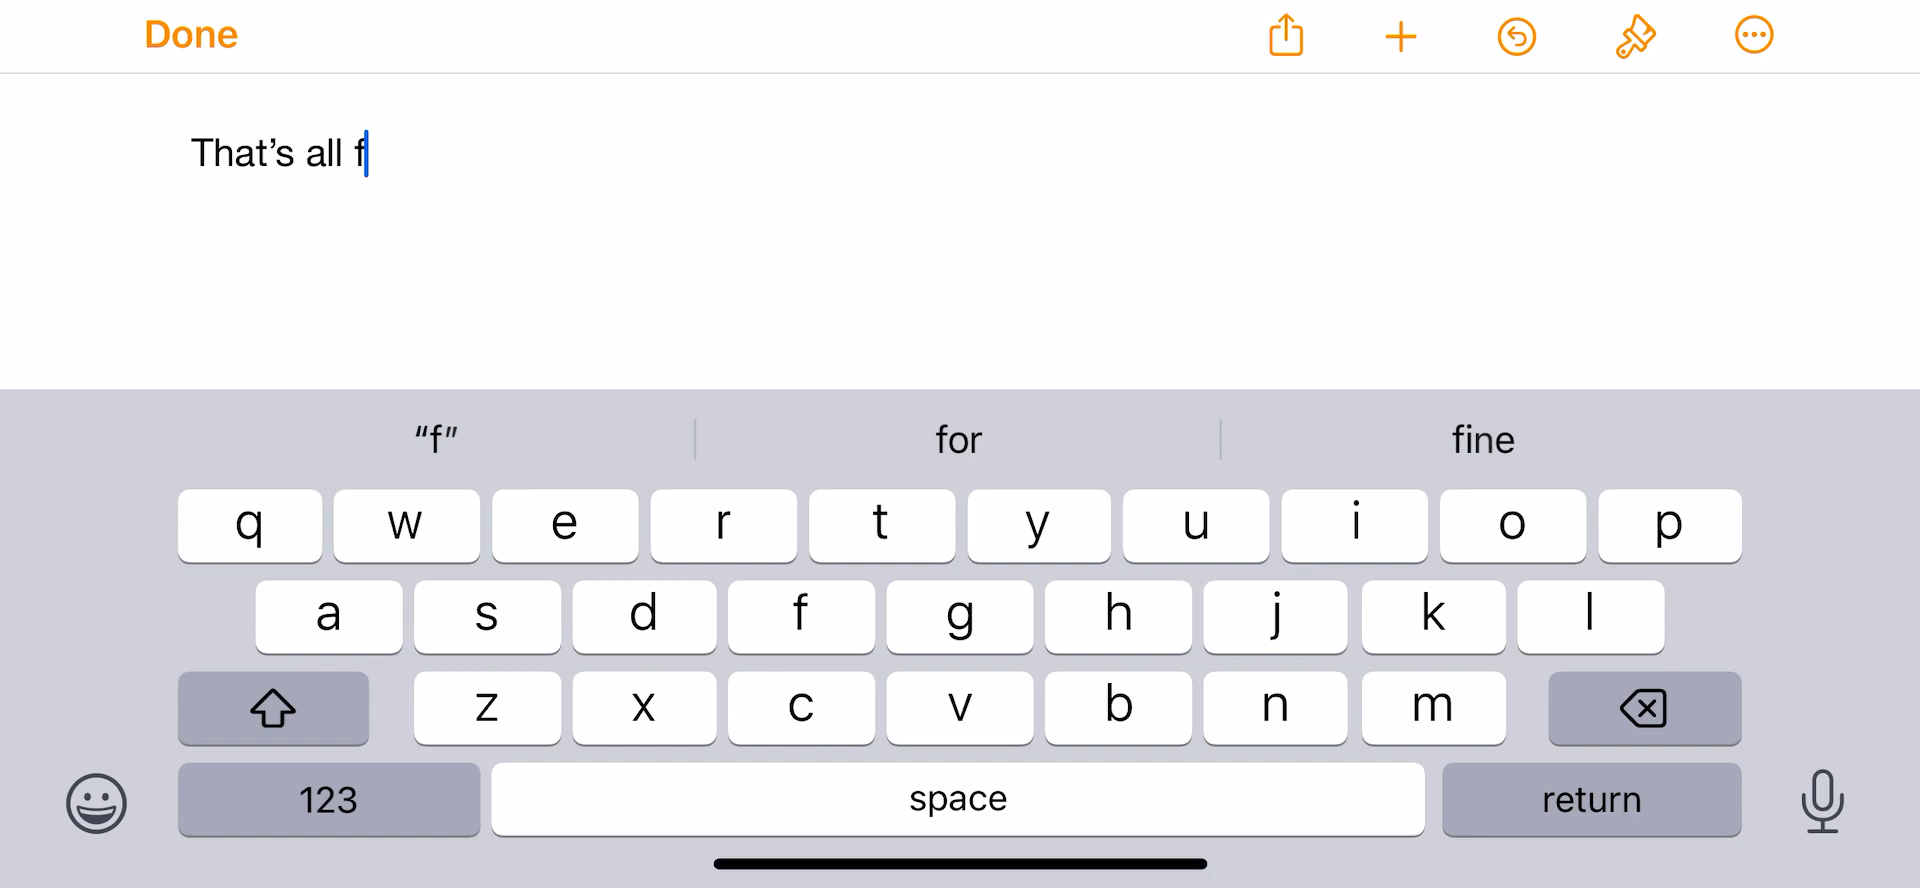 Done
That’s all f
“f” for fine
q w e r t y u i o p
a s d f g h j k l
z x c v b n m
123 space return